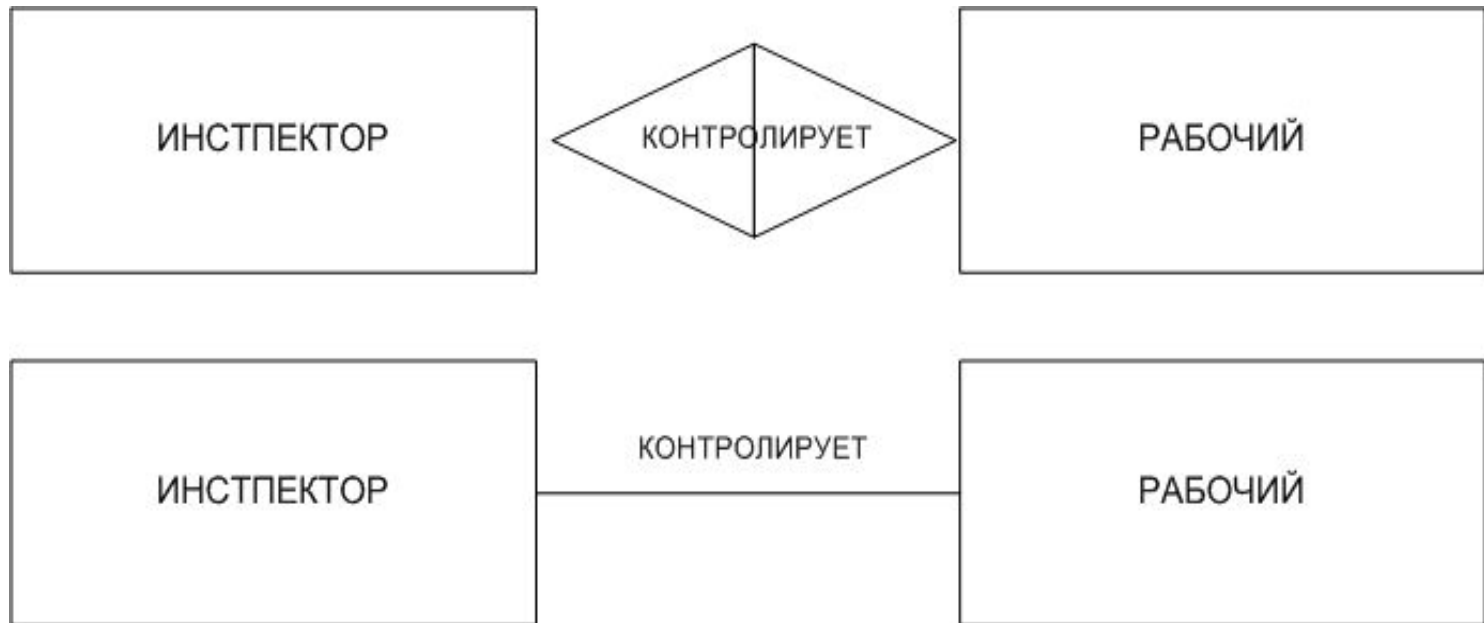 ИНСТПЕКТОР
КОНТРОЛИРУЕТ
РАБОЧИЙ
КОНТРОЛИРУЕТ
ИНСТПЕКТОР
РАБОЧИЙ